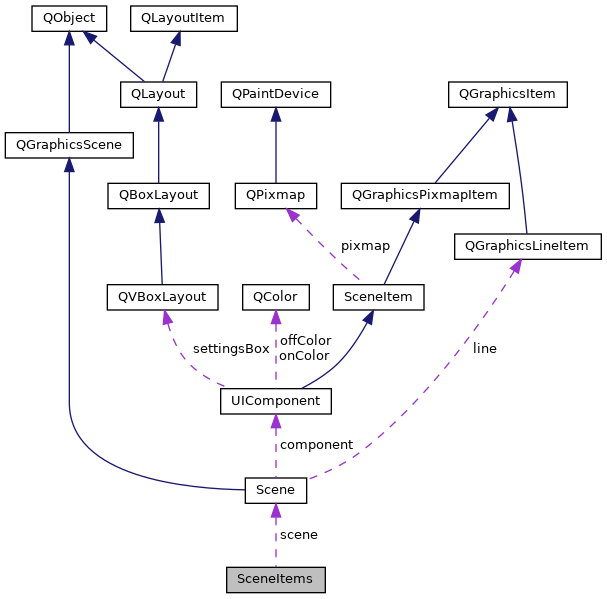 QObject
QLayoutItem
QLayout
QPaintDevice
QGraphicsItem
QGraphicsScene
QBoxLayout
QPixmap
QGraphicsPixmapItem
pixmap
QGraphicsLineItem
QVBoxLayout
QColor
SceneItem
settingsBox
offColor
onColor
line
UIComponent
component
Scene
scene
SceneItems